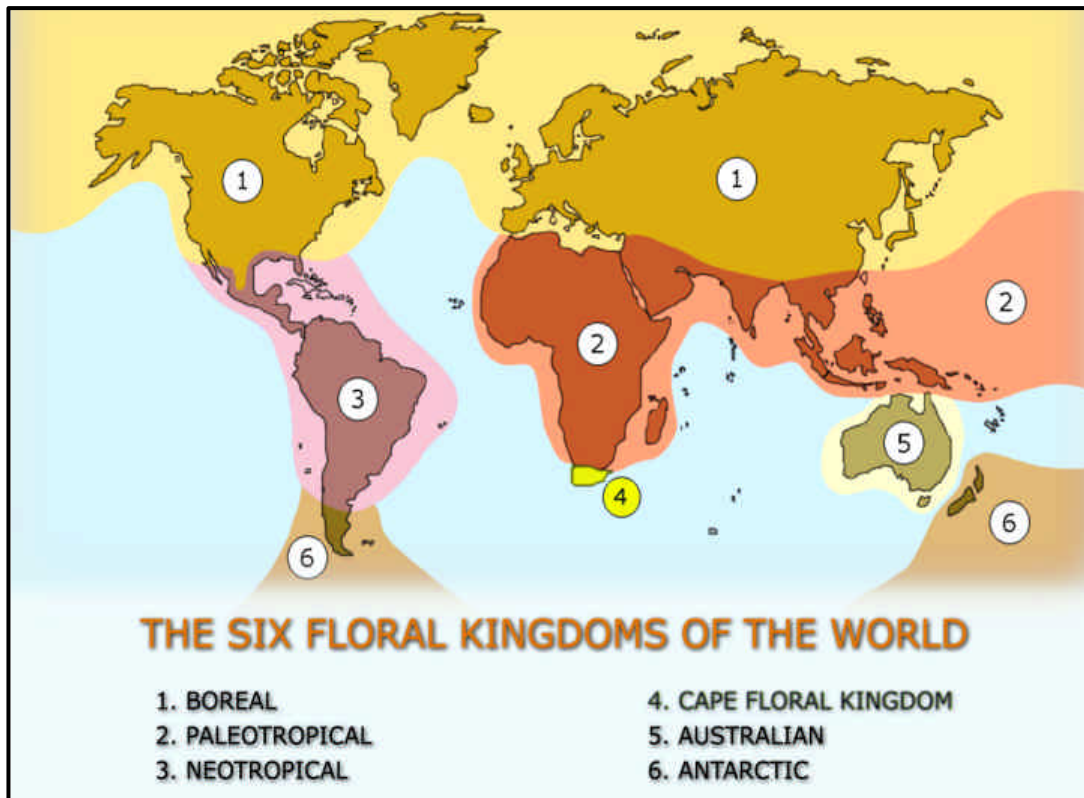 1
1
2
2
3
5
4
6
6
THE SIX FLORAL KINGDOMS OF THE WORLD
1. BOREAL
2. PALEOTROPICAL
3. NEOTROPICAL
4. CAPE FLORAL KINGDOM
5. AUSTRALIAN
6. ANTARCTIC